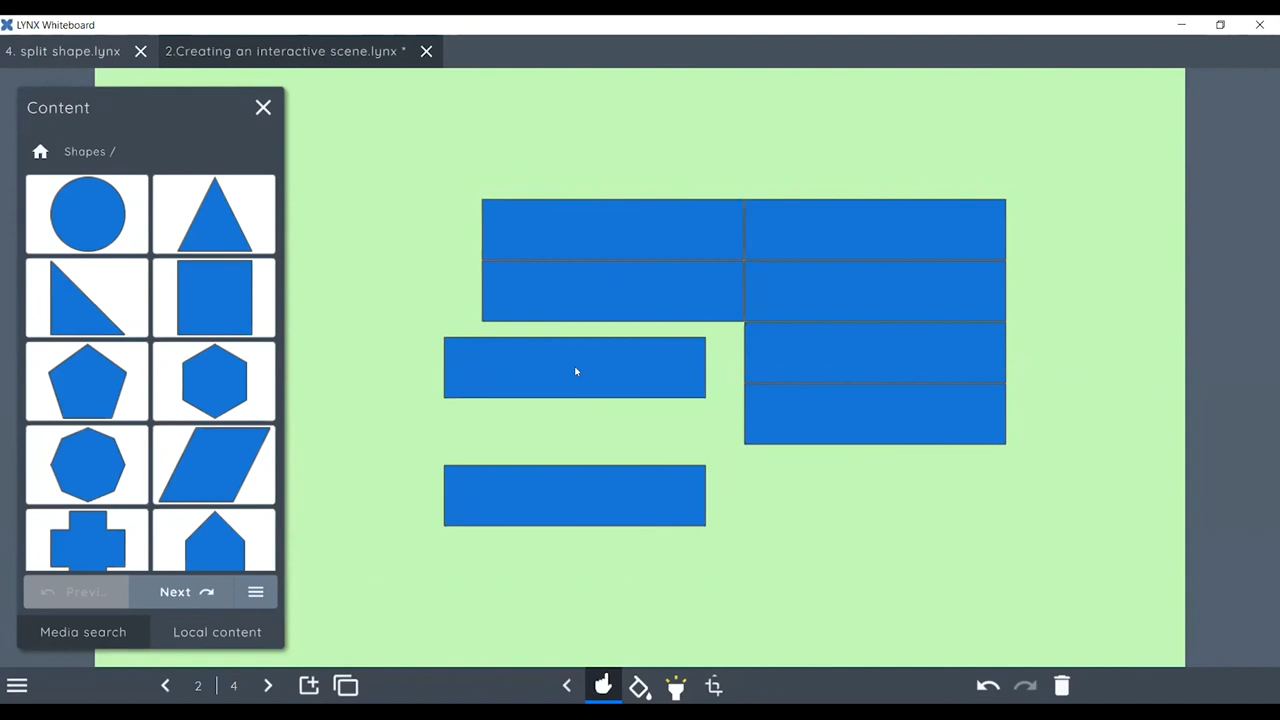 LYNX Whiteboard
4. split shape.lynx
2.Creating an interactive scene.lynx *
Content
Shapes /
Previ..
Next
Media search
Local content
2 | 4